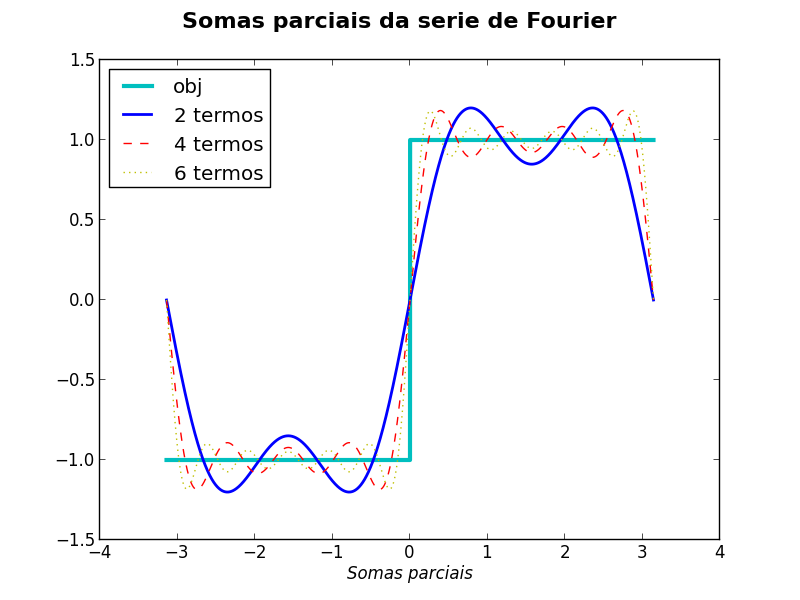 Somas parciais da serie de Fourier
1.5
1.0
0.5
0.0
−0.5
−1.0
−1.5
obj
2 termos
4 termos
6 termos
−4 −3 −2 −1 0 1 2 3 4
Somas parciais